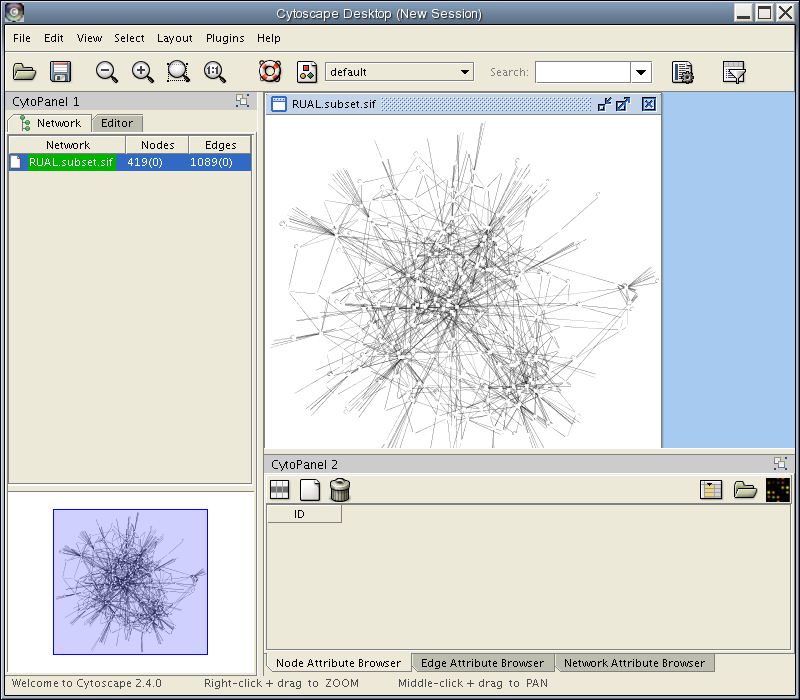 Cytoscape Desktop (New Session)
File Edit View Select Layout Plugins Help
default Search:
CytoPanel 1
Network Editor
Network Nodes Edges
RUAL.subset.sif 419(0) 1089(0)
RUAL.subset.sif
CytoPanel 2
ID
Node Attribute Browser Edge Attribute Browser Network Attribute Browser
Welcome to Cytoscape 2.4.0 Right-click + drag to ZOOM Middle-click + drag to PAN